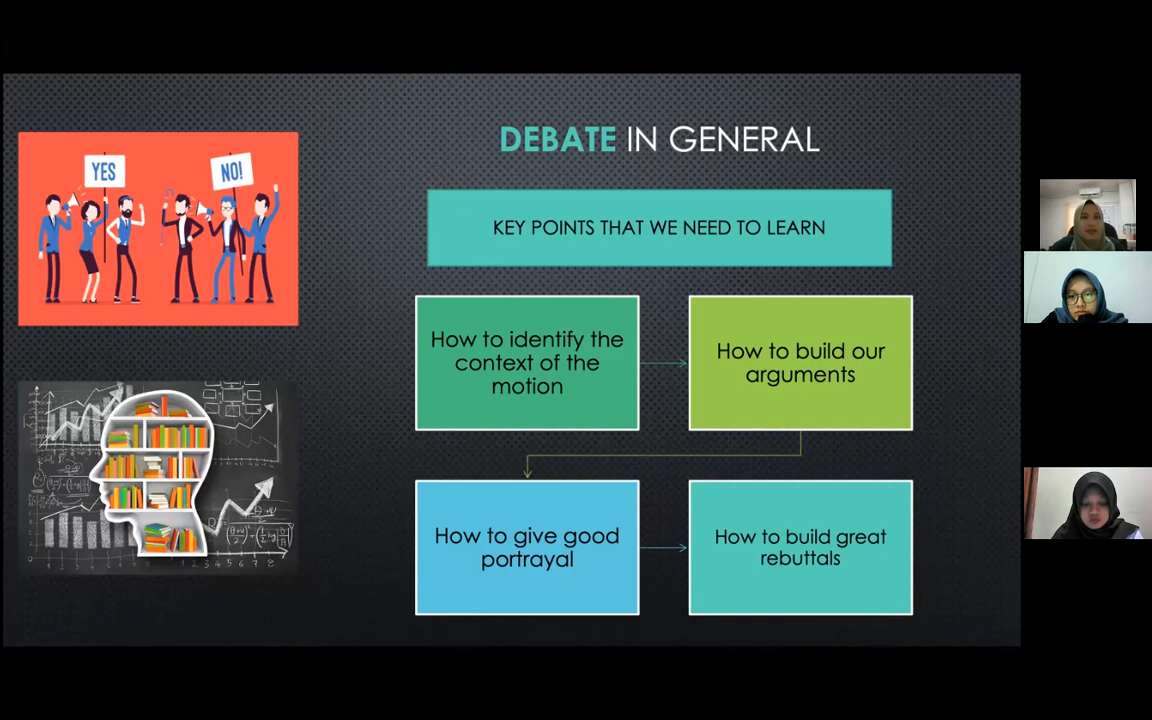 DEBATE IN GENERAL
YES
NO!
KEY POINTS THAT WE NEED TO LEARN
How to identify the
context of the
motion
How to build our
arguments
How to give good
portrayal
How to build great
rebuttals